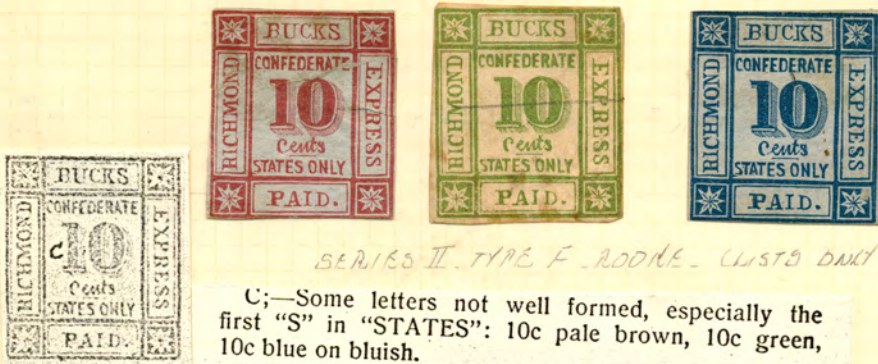 BUCKS
RICHMOND
CONFEDERATE
10
Cents
STATES ONLY
EXPRESS
PAID.
BUCKS
RICHMOND
CONFEDERATE
10
Cents
STATES ONLY
EXPRESS
PAID.
BUCKS
RICHMOND
CONFEDERATE
10
Cents
STATES ONLY
EXPRESS
PAID.
BUCKS
RICHMOND
CONFEDERATE
C 10
Cents
STATES ONLY
EXPRESS
PAID.
SERIES II - TYPE F - ONLY
C;—Some letters not well formed, especially the
first “S” in “STATES”: 10c pale brown, 10c green,
10c blue on bluish.